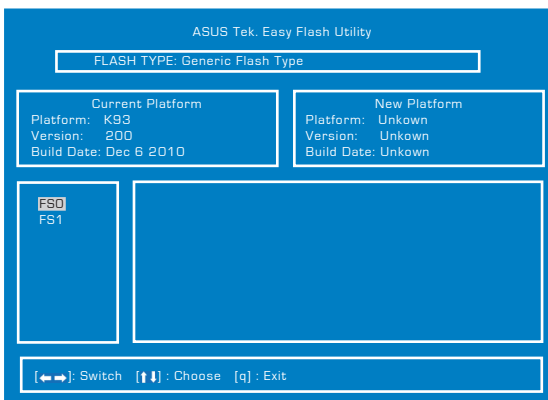 ASUS Tek. Easy Flash Utility
FLASH TYPE: Generic Flash Type
Current Platform
Platform: K93
Version: 200
Build Date: Dec 6 2010
New Platform
Platform: Unkown
Version: Unkown
Build Date: Unkown
FS0
FS1
[←→]: Switch [↑↓] : Choose [q] : Exit